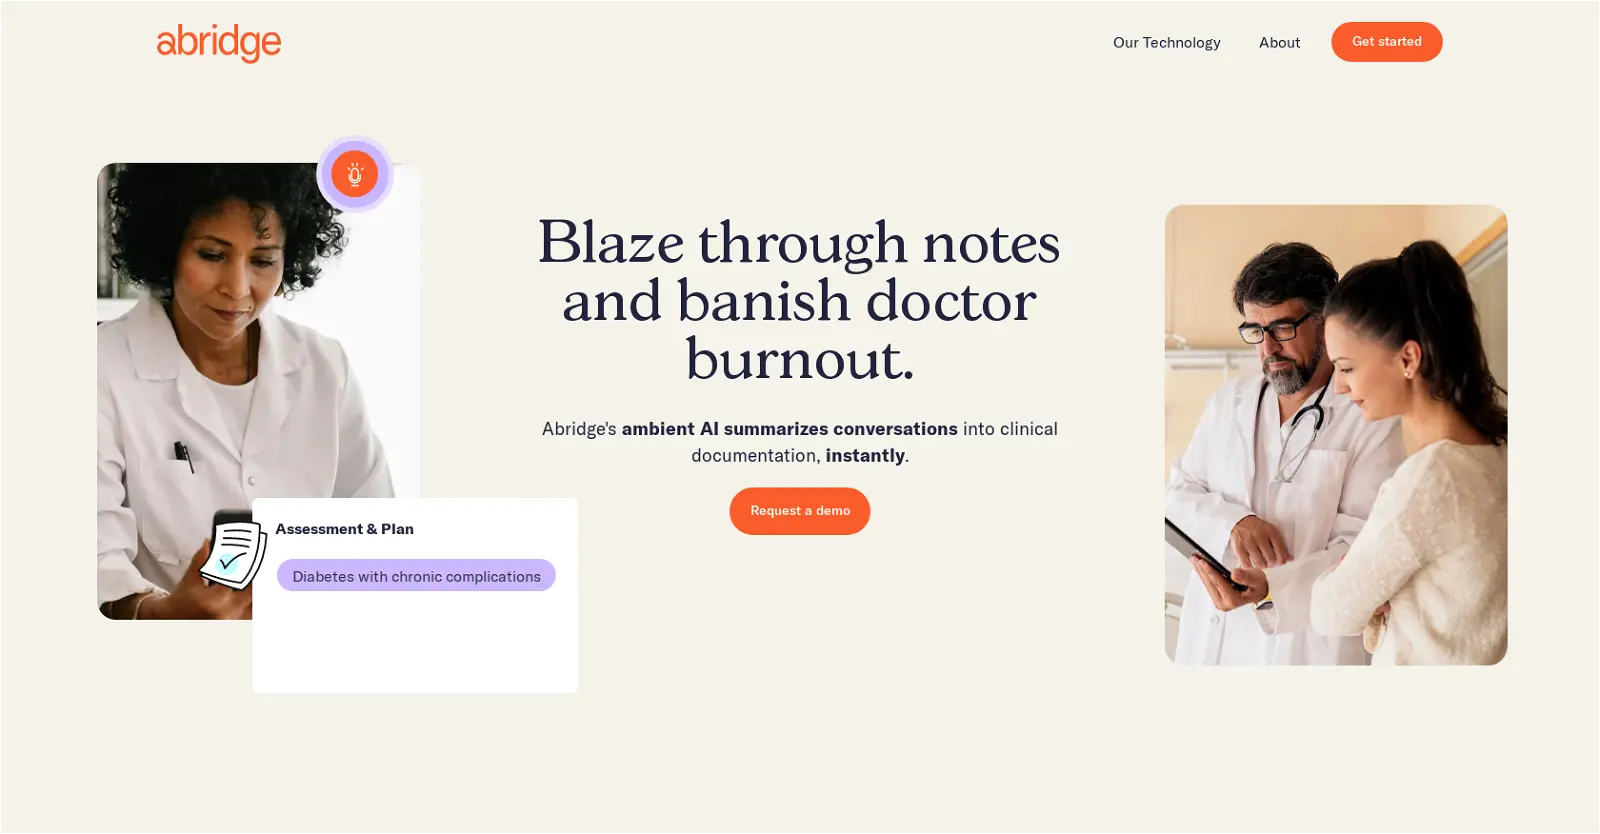 abridge
Our Technology
About
Get started
Blaze through notes
and banish doctor
burnout.
Abridge's ambient AI summarizes conversations into clinical
documentation, instantly.
Request a demo
Assessment & Plan
Diabetes with chronic complications